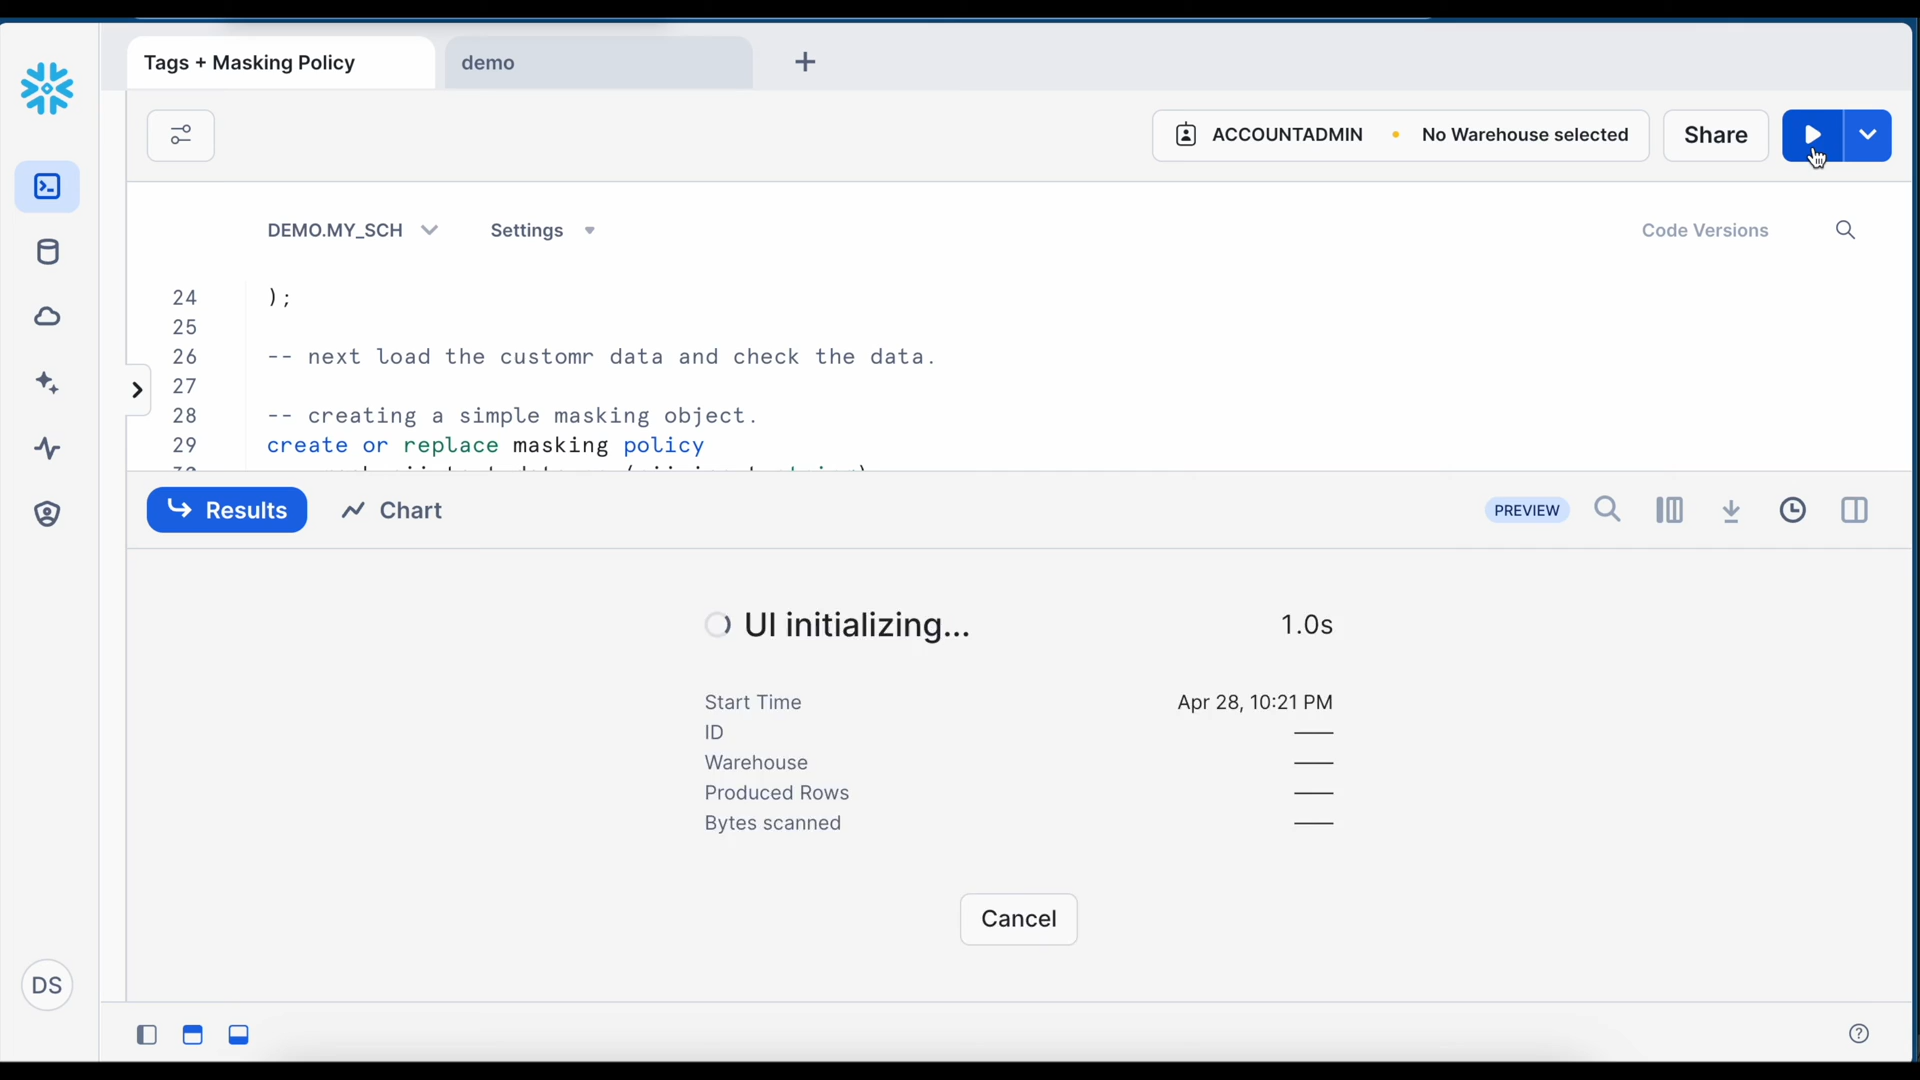 Tags + Masking Policy
demo
ACCOUNTADMIN
No Warehouse selected
Share
DEMO.MY_SCH
Settings
Code Versions
24 );
25
26 -- next load the customr data and check the data.
27
28 -- creating a simple masking object.
29 create or replace masking policy
Results
Chart
PREVIEW
UI initializing... 1.0s
Start Time Apr 28, 10:21 PM
ID
Warehouse
Produced Rows
Bytes scanned
Cancel
DS